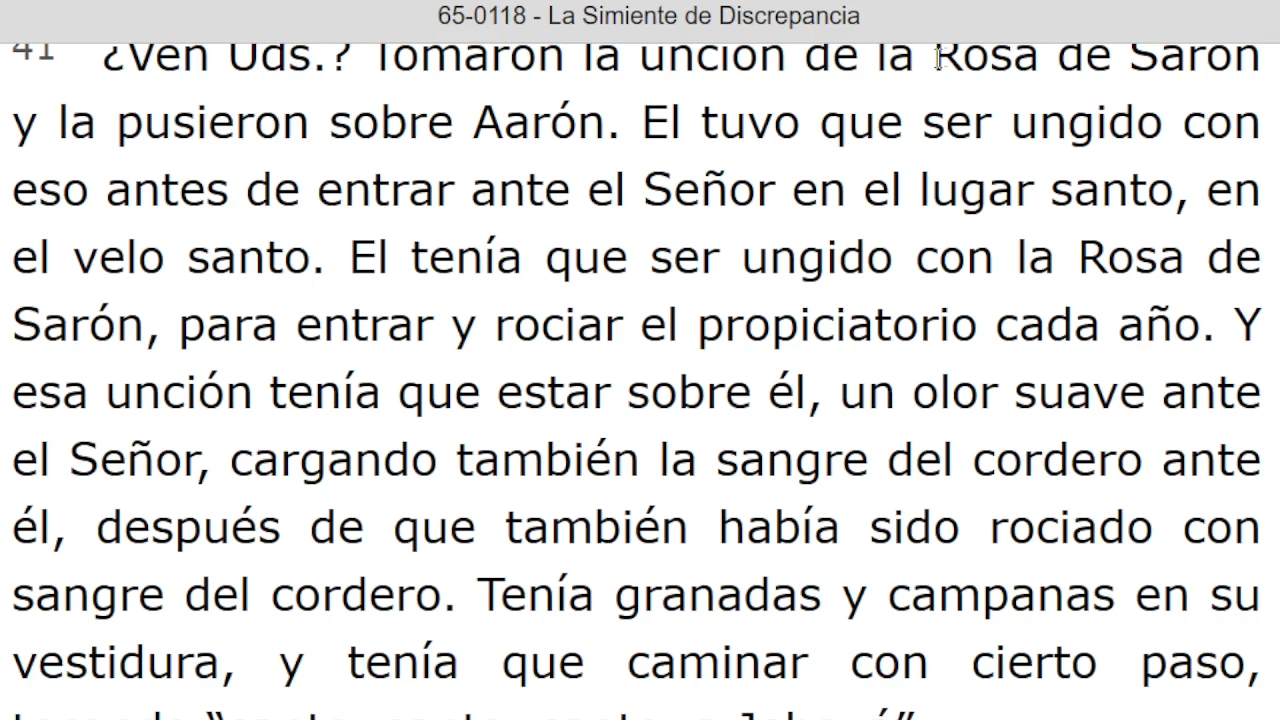 65-0118 - La Simiente de Discrepancia
41 ¿Ven Uds.? Tomaron la unción de la Rosa de Sarón
y la pusieron sobre Aarón. El tuvo que ser ungido con
eso antes de entrar ante el Señor en el lugar santo, en
el velo santo. El tenía que ser ungido con la Rosa de
Sarón, para entrar y rociar el propiciatorio cada año. Y
esa unción tenía que estar sobre él, un olor suave ante
el Señor, cargando también la sangre del cordero ante
él, después de que también había sido rociado con
sangre del cordero. Tenía granadas y campanas en su
vestidura, y tenía que caminar con cierto paso,